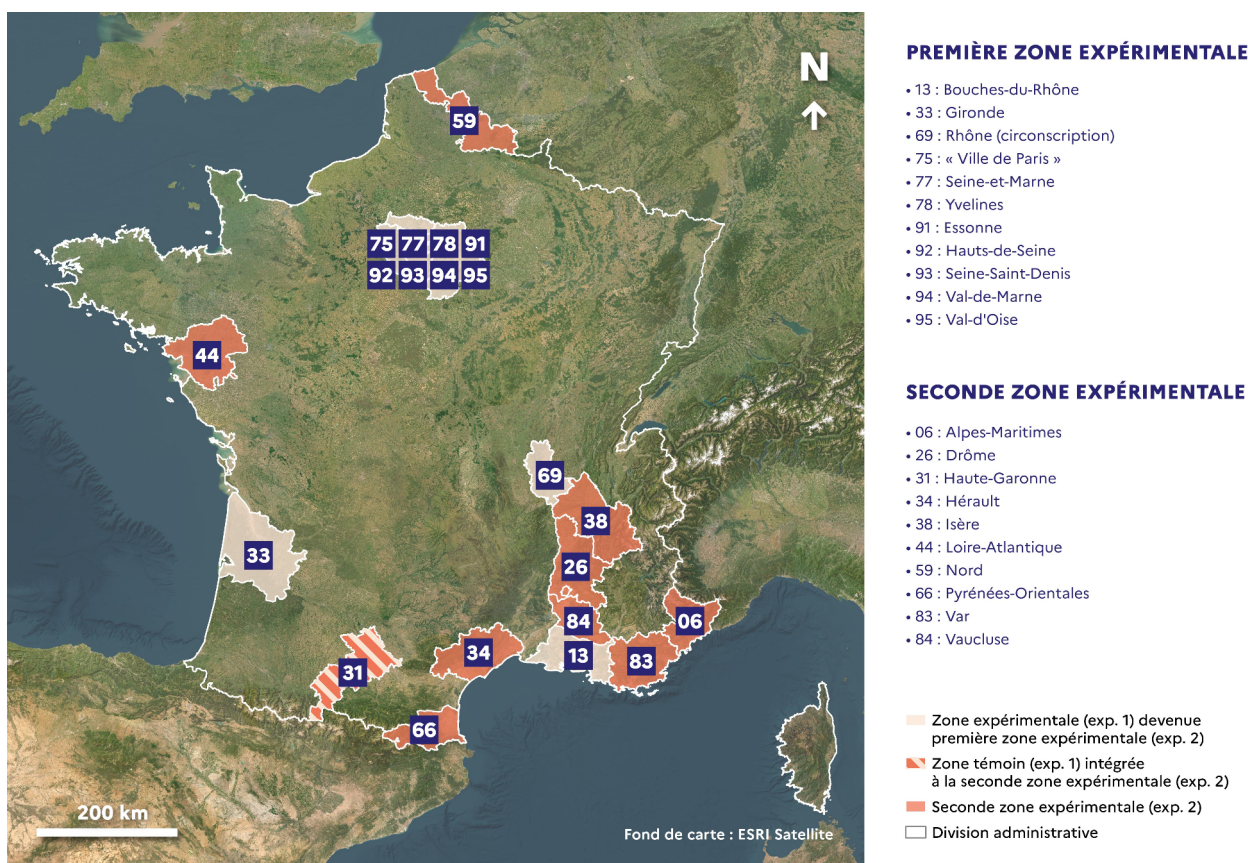 N
59
75 77 78 91
92 93 94 95
44
69
38
33
26
84
06
13
83
34
31
66
200 km
Fond de carte : ESRI Satellite
PREMIÈRE ZONE EXPÉRIMENTALE
• 13 : Bouches-du-Rhône
• 33 : Gironde
• 69 : Rhône (circonscription)
• 75 : « Ville de Paris »
• 77 : Seine-et-Marne
• 78 : Yvelines
• 91 : Essonne
• 92 : Hauts-de-Seine
• 93 : Seine-Saint-Denis
• 94 : Val-de-Marne
• 95 : Val-d'Oise
SECONDE ZONE EXPÉRIMENTALE
• 06 : Alpes-Maritimes
• 26 : Drôme
• 31 : Haute-Garonne
• 34 : Hérault
• 38 : Isère
• 44 : Loire-Atlantique
• 59 : Nord
• 66 : Pyrénées-Orientales
• 83 : Var
• 84 : Vaucluse
Zone expérimentale (exp. 1) devenue
première zone expérimentale (exp. 2)
Zone témoin (exp. 1) intégrée
à la seconde zone expérimentale (exp. 2)
Seconde zone expérimentale (exp. 2)
Division administrative